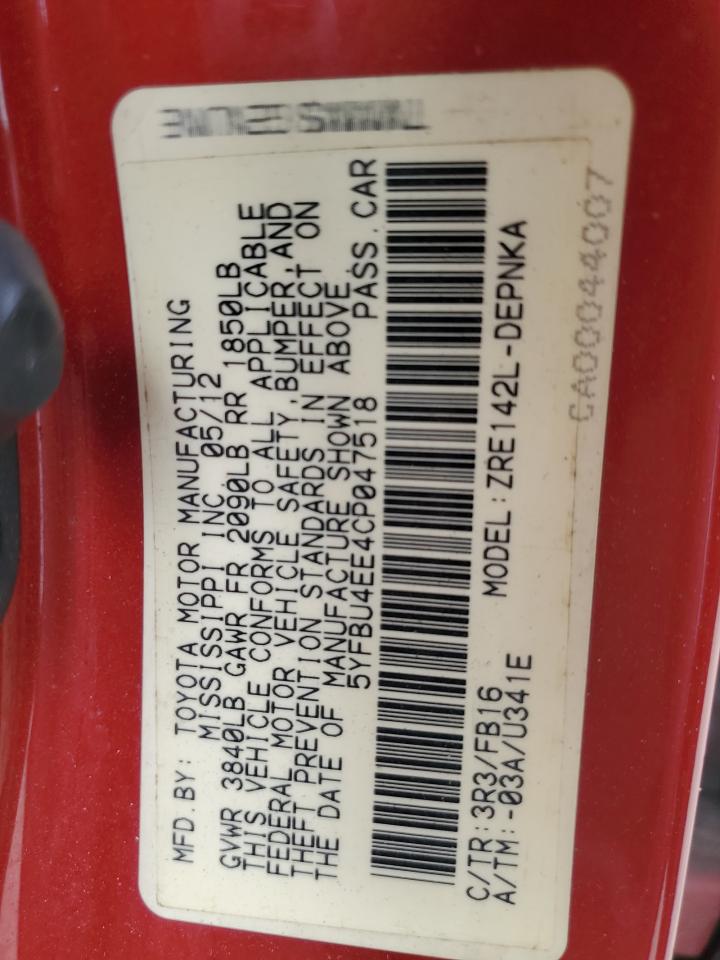 MFD.BY: TOYOTA MOTOR MANUFACTURING
MISSISSIPPI INC 05/12
GVWR 3840LB GAWR FR 2090LB RR 1850LB
THIS VEHICLE CONFORMS TO ALL APPLICABLE
FEDERAL MOTOR VEHICLE SAFETY,BUMPER,AND
THEFT PREVENTION STANDARDS IN EFFECT ON
THE DATE OF MANUFACTURE SHOWN ABOVE
5YFBU4EE4CP047518 PASS.CAR
C/TR:3R3/FB16 MODEL:ZRE142L-DEPNKA
A/TM:-03A/U341E
CA00044007